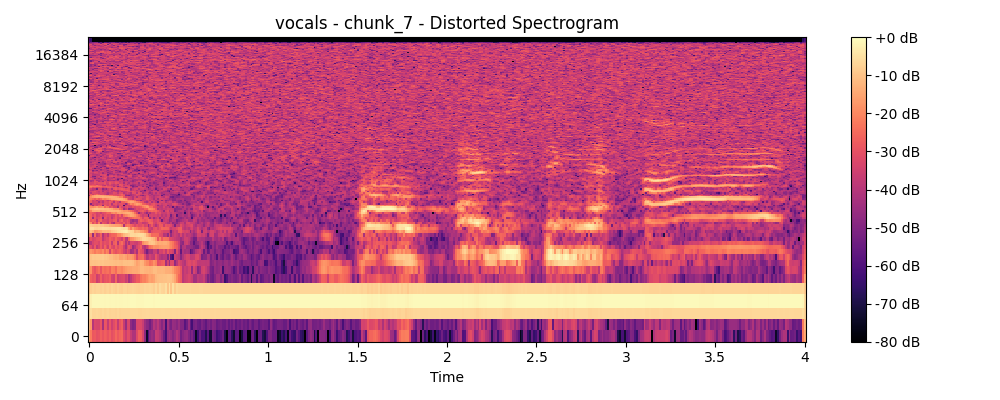 vocals - chunk_7 - Distorted Spectrogram
16384
8192
4096
2048
1024
512
256
128
64
0
Hz
0
0.5
1
1.5
2
2.5
3
3.5
4
Time
+0 dB
-10 dB
-20 dB
-30 dB
-40 dB
-50 dB
-60 dB
-70 dB
-80 dB